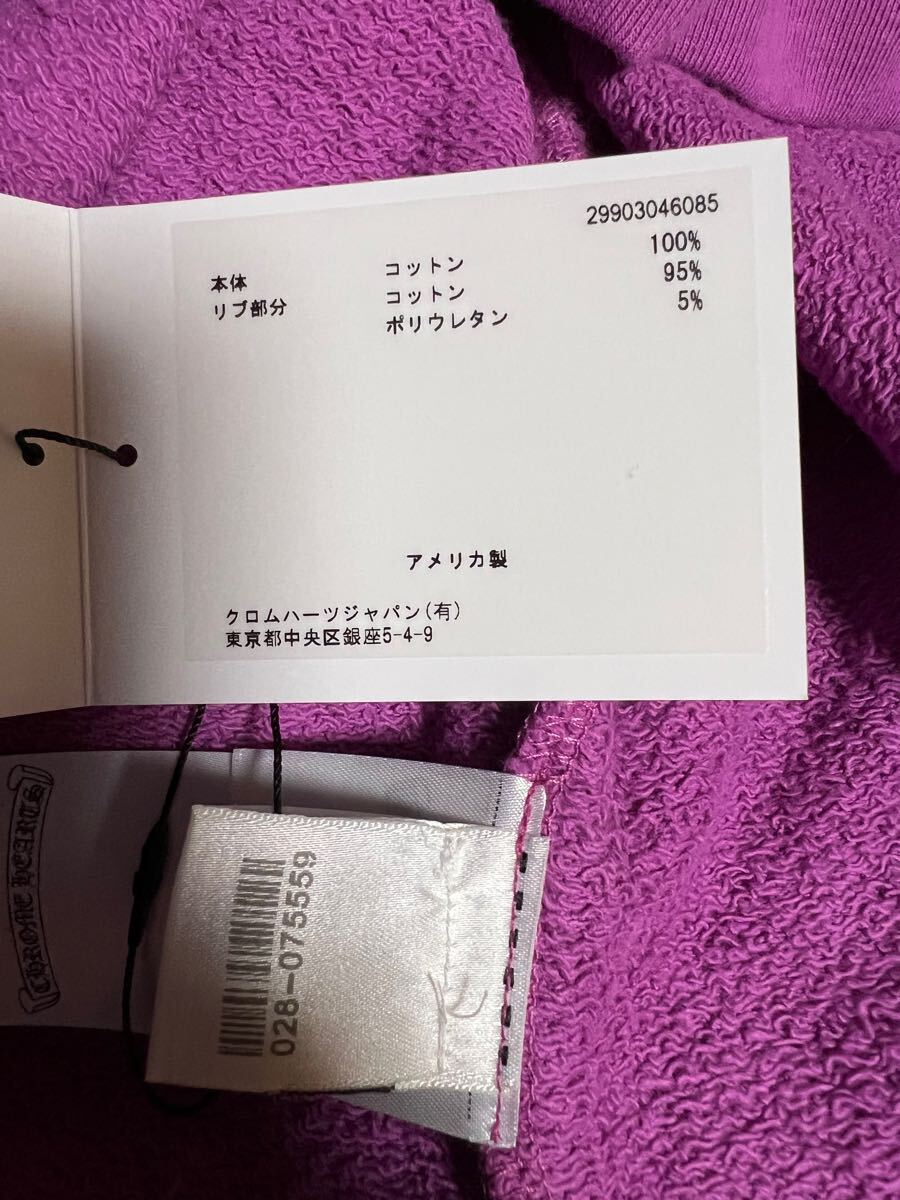 29903046085
本体 コットン 100%
リブ部分 コットン 95%
ポリウレタン 5%
アメリカ製
クロムハーツジャパン(有)
東京都中央区銀座5-4-9
CHROME HEARTS
028-075559